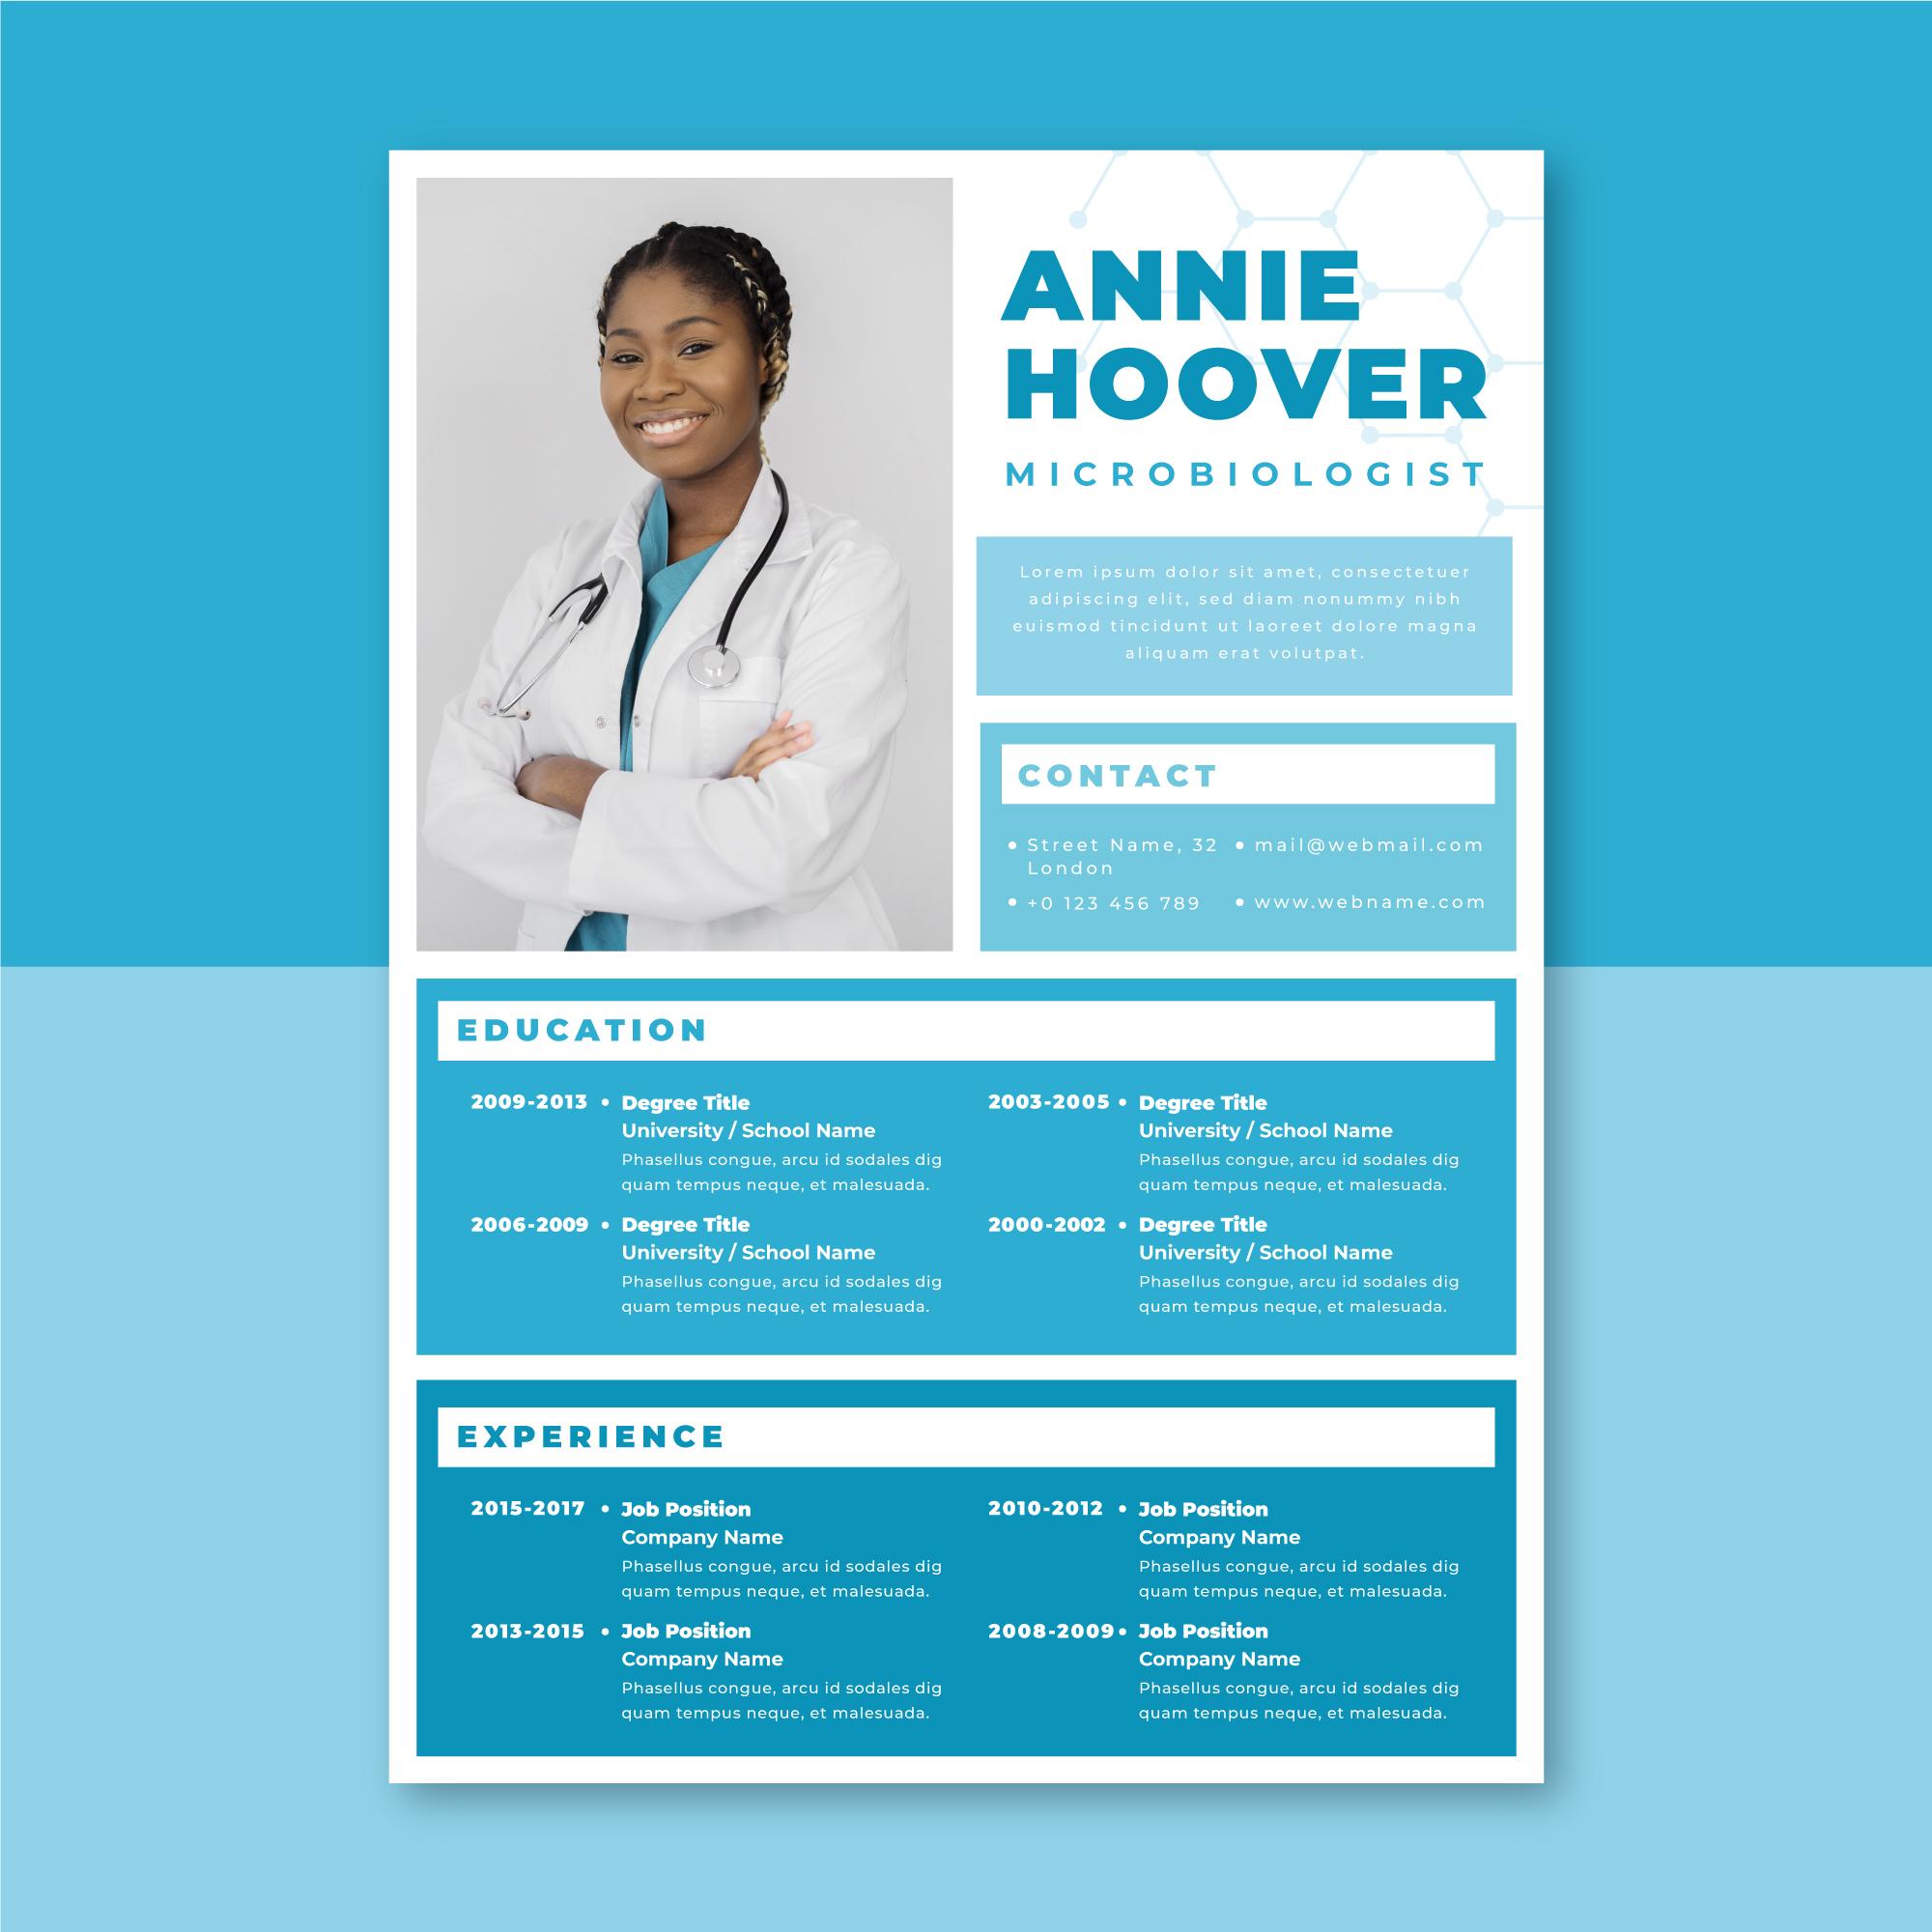 ANNIE
HOOVER
MICROBIOLOGIST
Lorem ipsum dolor sit amet, consectetuer
adipiscing elit, sed diam nonummy nibh
euismod tincidunt ut laoreet dolore magna
aliquam erat volutpat.
CONTACT
Street Name, 32
London
+0 123 456 789
mail@webmail.com
www.webname.com
EDUCATION
2009-2013 • Degree Title
University / School Name
Phasellus congue, arcu id sodales dig
quam tempus neque, et malesuada.
2006-2009 • Degree Title
University / School Name
Phasellus congue, arcu id sodales dig
quam tempus neque, et malesuada.
2003-2005 • Degree Title
University / School Name
Phasellus congue, arcu id sodales dig
quam tempus neque, et malesuada.
2000-2002 • Degree Title
University / School Name
Phasellus congue, arcu id sodales dig
quam tempus neque, et malesuada.
EXPERIENCE
2015-2017 • Job Position
Company Name
Phasellus congue, arcu id sodales dig
quam tempus neque, et malesuada.
2013-2015 • Job Position
Company Name
Phasellus congue, arcu id sodales dig
quam tempus neque, et malesuada.
2010-2012 • Job Position
Company Name
Phasellus congue, arcu id sodales dig
quam tempus neque, et malesuada.
2008-2009 • Job Position
Company Name
Phasellus congue, arcu id sodales dig
quam tempus neque, et malesuada.